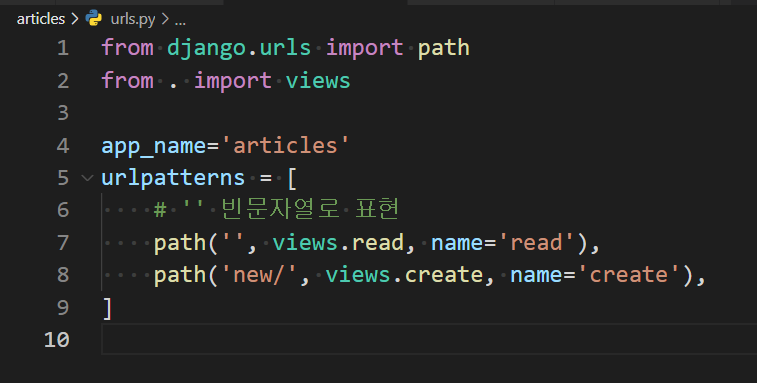 articles > urls.py > ...
1 from django.urls import path
2 from . import views
3
4 app_name='articles'
5 urlpatterns = [
6     # '' 빈문자열로 표현
7     path('', views.read, name='read'),
8     path('new/', views.create, name='create'),
9 ]
10